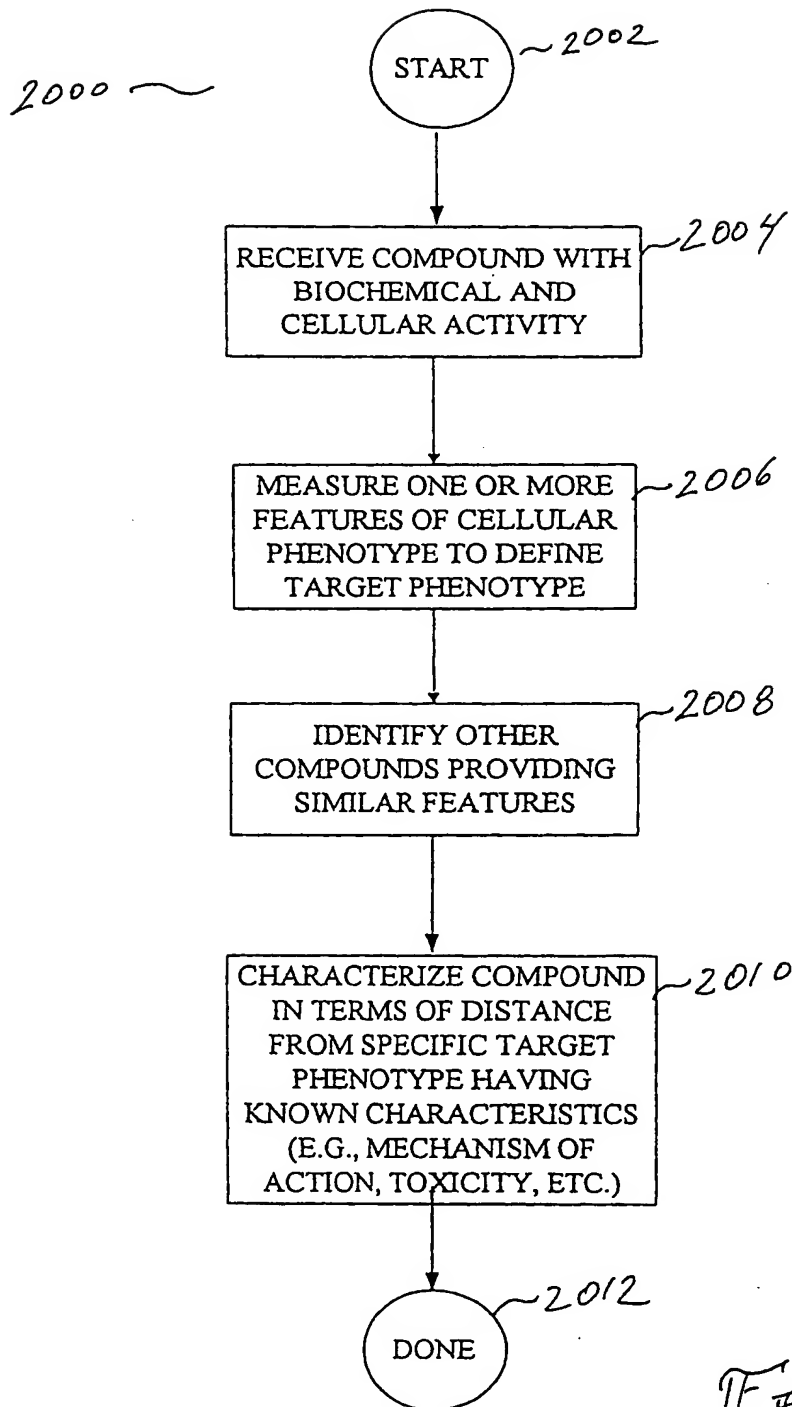 START
2002
2000
RECEIVE COMPOUND WITH
BIOCHEMICAL AND
CELLULAR ACTIVITY
2004
MEASURE ONE OR MORE
FEATURES OF CELLULAR
PHENOTYPE TO DEFINE
TARGET PHENOTYPE
2006
IDENTIFY OTHER
COMPOUNDS PROVIDING
SIMILAR FEATURES
2008
CHARACTERIZE COMPOUND
IN TERMS OF DISTANCE
FROM SPECIFIC TARGET
PHENOTYPE HAVING
KNOWN CHARACTERISTICS
(E.G., MECHANISM OF
ACTION, TOXICITY, ETC.)
2010
DONE
2012